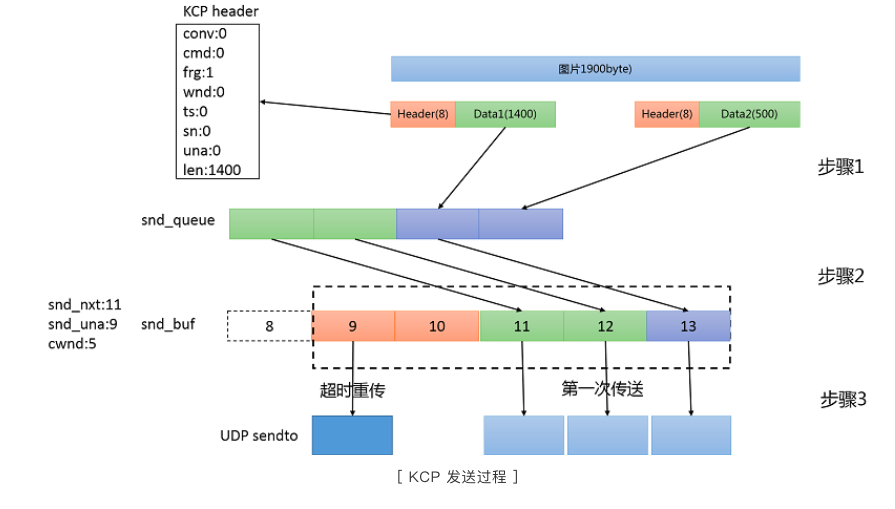 KCP header
conv:0
cmd:0
frg:1
wnd:0
ts:0
sn:0
una:0
len:1400
图片1900byte)
Header(8)
Data1(1400)
Header(8)
Data2(500)
步骤1
snd_queue
步骤2
snd_nxt:11
snd_una:9
cwnd:5
snd_buf
8
9
10
11
12
13
超时重传
第一次传送
步骤3
UDP sendto
[ KCP 发送过程 ]